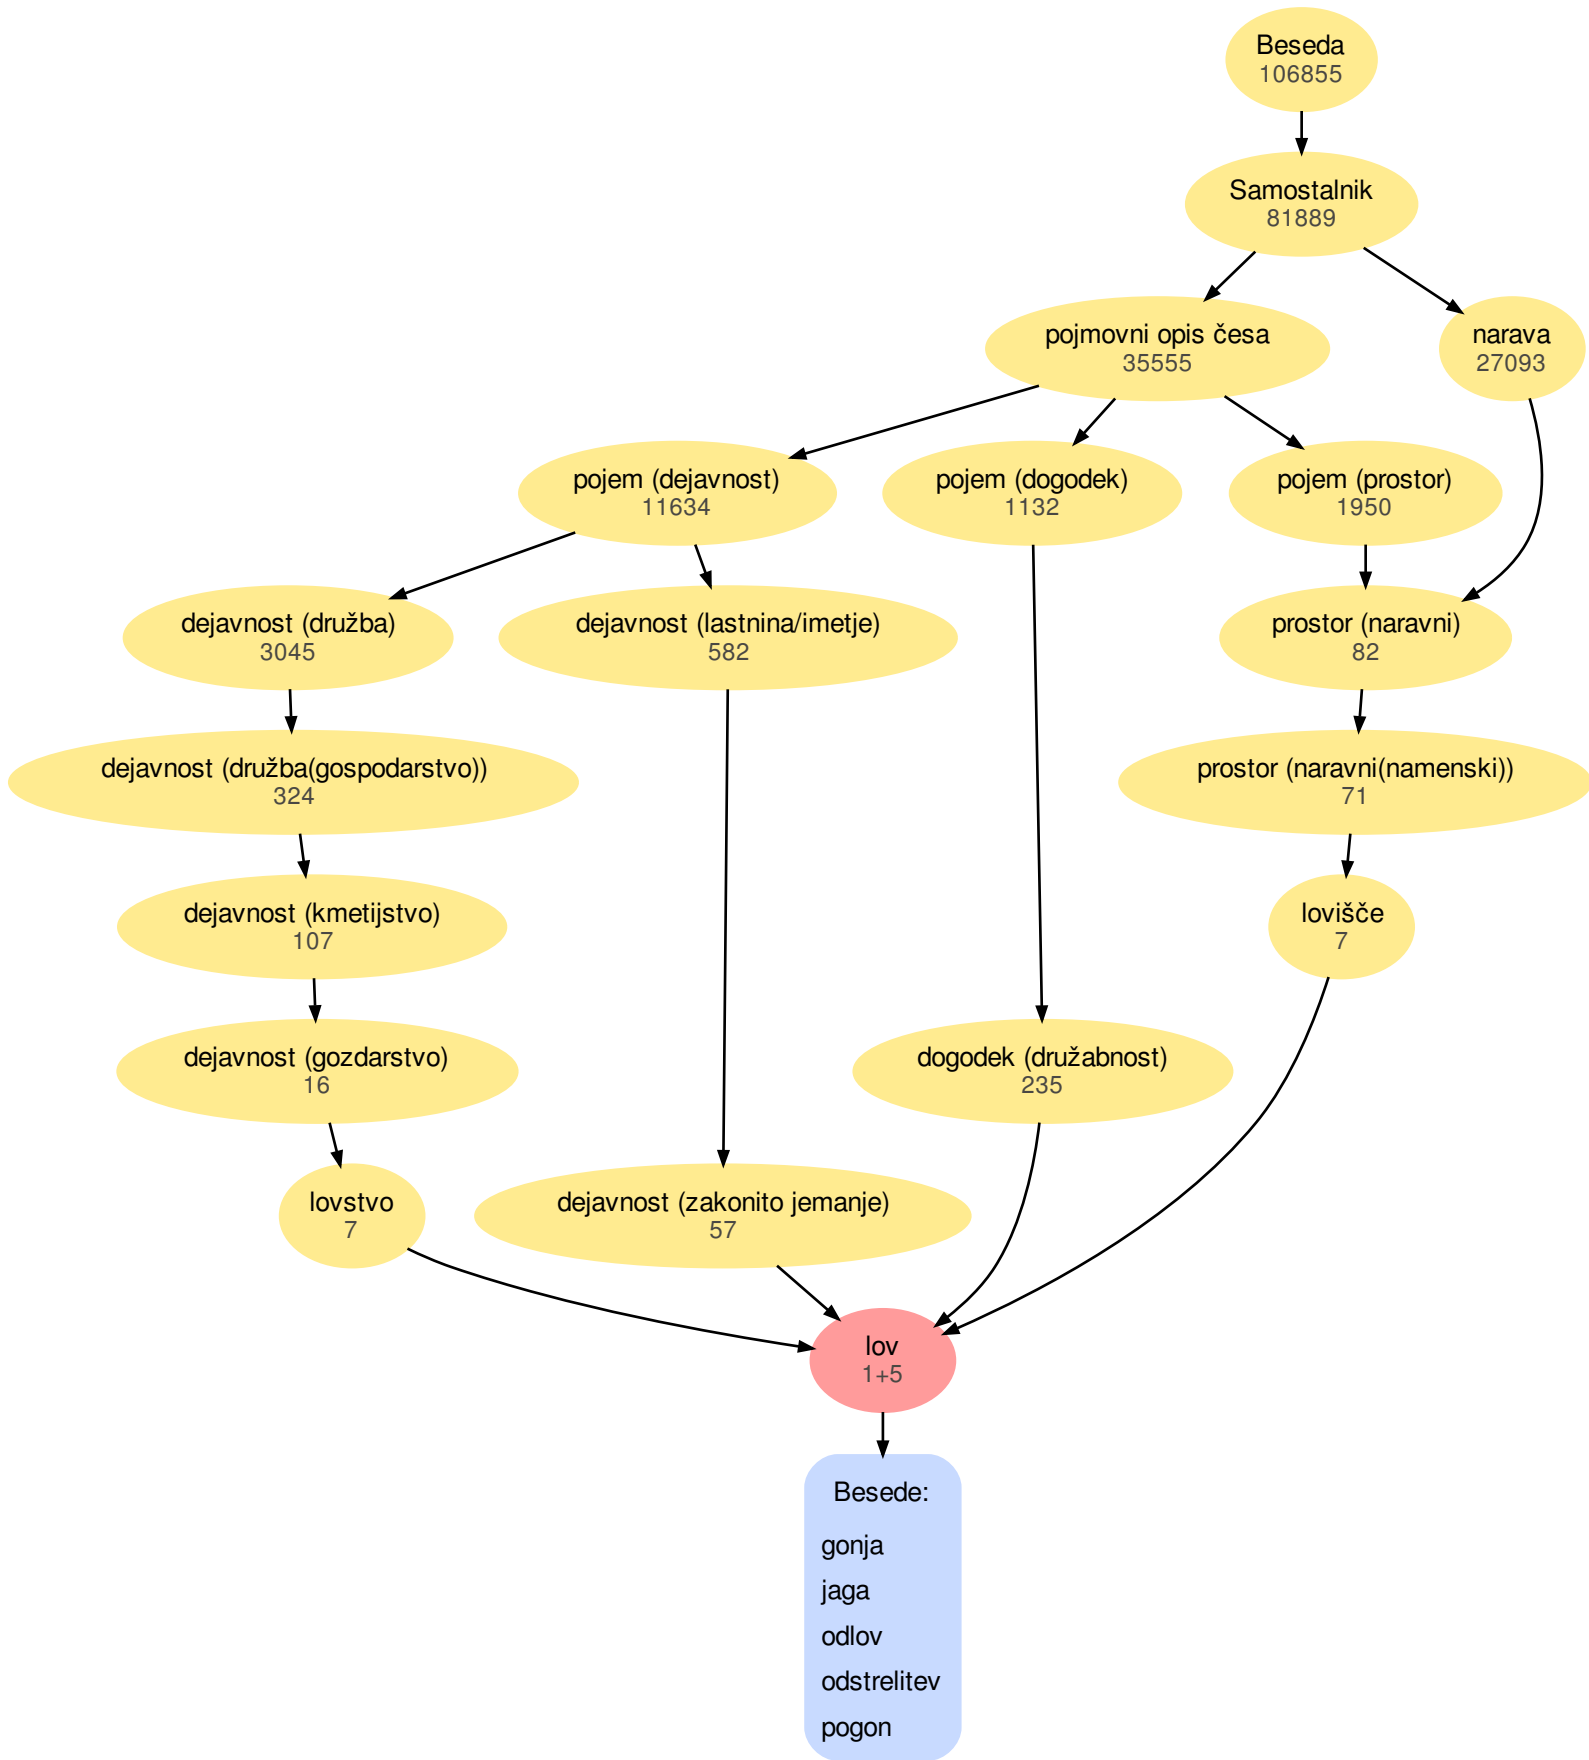 Beseda
106855
Samostalnik
81889
pojmovni opis česa
35555
narava
27093
pojem (dejavnost)
11634
pojem (dogodek)
1132
pojem (prostor)
1950
dejavnost (družba)
3045
dejavnost (lastnina/imetje)
582
prostor (naravni)
82
dejavnost (družba(gospodarstvo))
324
prostor (naravni(namenski))
71
dejavnost (kmetijstvo)
107
lovišče
7
dejavnost (gozdarstvo)
16
dogodek (družabnost)
235
lovstvo
7
dejavnost (zakonito jemanje)
57
lov
1+5
Besede:
gonja
jaga
odlov
odstrelitev
pogon